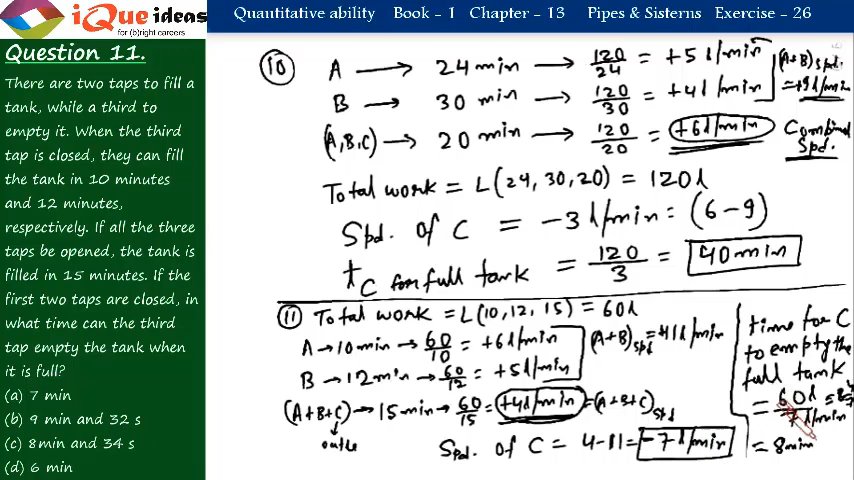 iQue ideas
for (b)right careers
Quantitative ability Book - 1 Chapter - 13 Pipes & Sisterns Exercise - 26
Question 11.
There are two taps to fill a
tank, while a third to
empty it. When the third
tap is closed, they can fill
the tank in 10 minutes
and 12 minutes,
respectively. If all the three
taps be opened, the tank is
filled in 15 minutes. If the
first two taps are closed, in
what time can the third
tap empty the tank when
it is full?
(a) 7 min
(b) 9 min and 32 s
(c) 8min and 34 s
(d) 6 min
10 A → 24 min → 120/24 = +5 l/min
(A+B) Spd. = +9 l/min
B → 30 min → 120/30 = +4 l/min
(A,B,C) → 20 min → 120/20 = +6 l/min Combined Spd.
Total work = L(24, 30, 20) = 120 l
Spd. of C = -3 l/min = (6 - 9)
tC for full tank = 120/3 = 40 min
11 Total work = L(10, 12, 15) = 60 l
A → 10 min → 60/10 = +6 l/min
(A+B)Spd = +11 l/min
B → 12 min → 60/12 = +5 l/min
(A+B+C) → 15 min → 60/15 = +4 l/min = (A+B+C)Spd
outlet
Spd. of C = 4 - 11 = -7 l/min
time for C
to empty the
full tank
= 60 l / 7 l/min
= 8 min